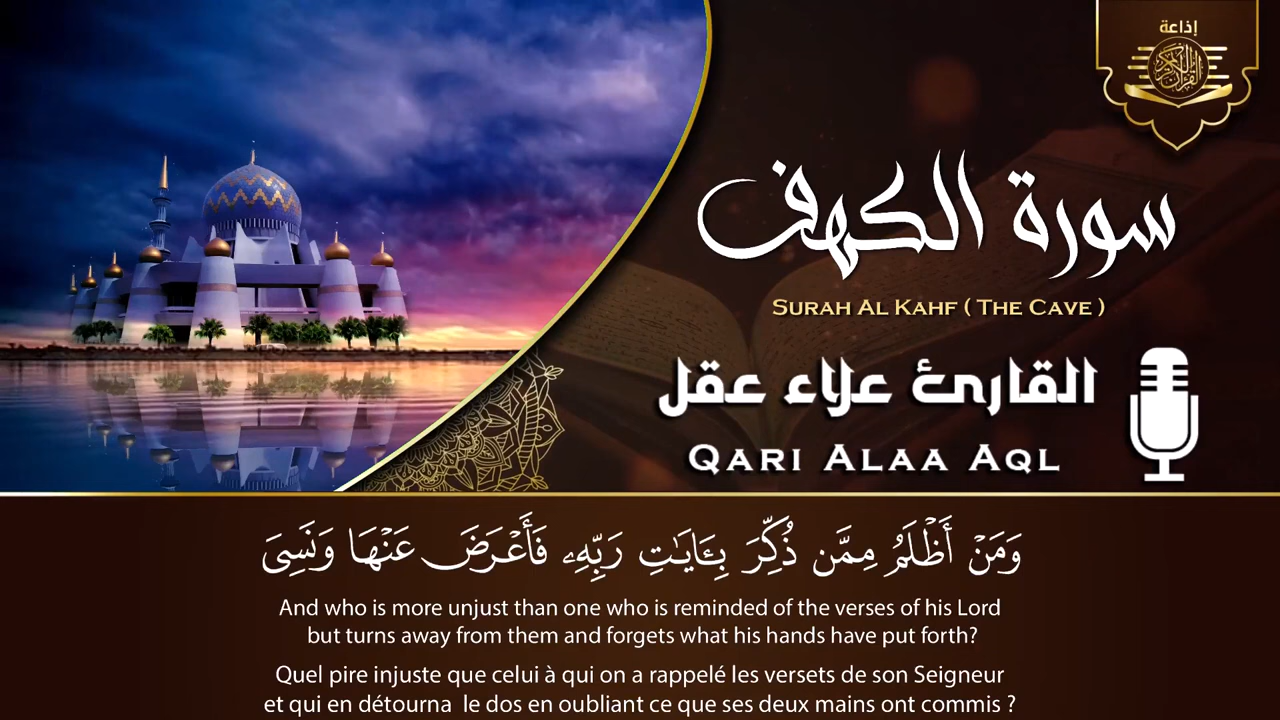 إذاعة
القرآن الكريم
سورة الكهف
SURAH AL KAHF ( THE CAVE )
القارئ علاء عقل
QARI ALAA AQL
وَمَنْ أَظْلَمُ مِمَّن ذُكِّرَ بِـَٔايَـٰتِ رَبِّهِۦ فَأَعْرَضَ عَنْهَا وَنَسِىَ
And who is more unjust than one who is reminded of the verses of his Lord
but turns away from them and forgets what his hands have put forth?
Quel pire injuste que celui à qui on a rappelé les versets de son Seigneur
et qui en détourna le dos en oubliant ce que ses deux mains ont commis ?